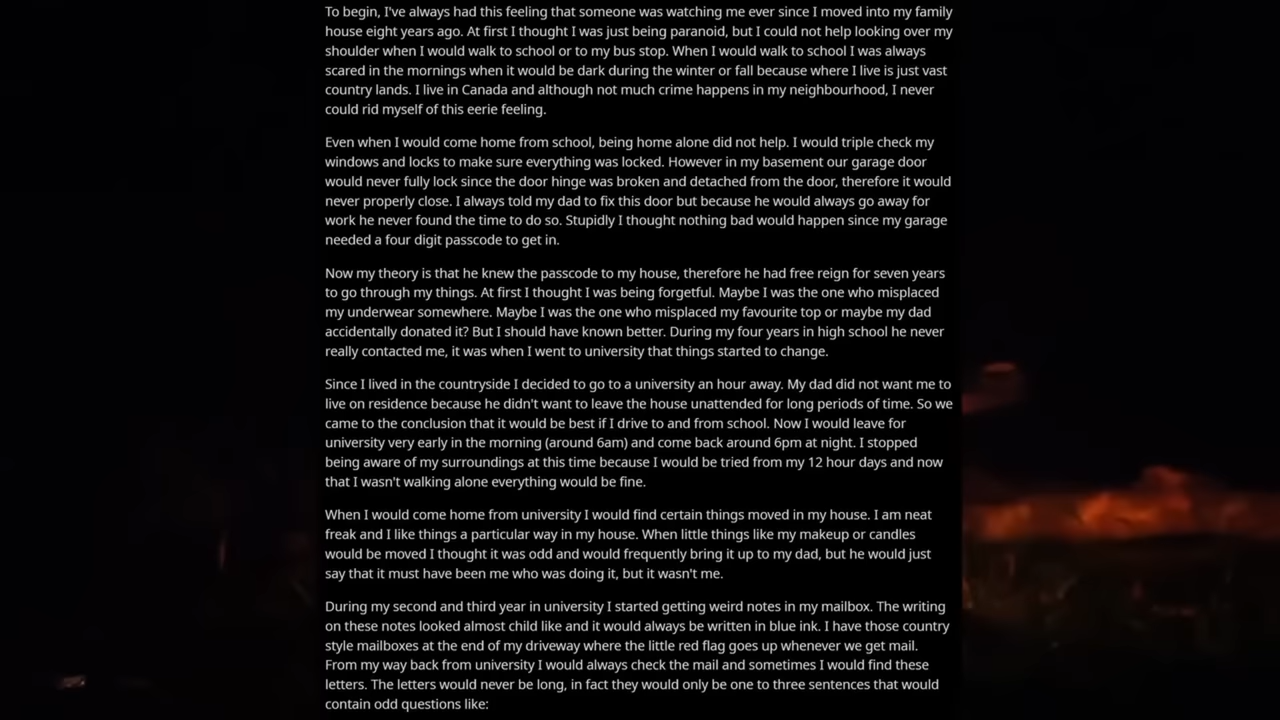 To begin, I've always had this feeling that someone was watching me ever since I moved into my family
house eight years ago. At first I thought I was just being paranoid, but I could not help looking over my
shoulder when I would walk to school or to my bus stop. When I would walk to school I was always
scared in the mornings when it would be dark during the winter or fall because where I live is just vast
country lands. I live in Canada and although not much crime happens in my neighbourhood, I never
could rid myself of this eerie feeling.
Even when I would come home from school, being home alone did not help. I would triple check my
windows and locks to make sure everything was locked. However in my basement our garage door
would never fully lock since the door hinge was broken and detached from the door, therefore it would
never properly close. I always told my dad to fix this door but because he would always go away for
work he never found the time to do so. Stupidly I thought nothing bad would happen since my garage
needed a four digit passcode to get in.
Now my theory is that he knew the passcode to my house, therefore he had free reign for seven years
to go through my things. At first I thought I was being forgetful. Maybe I was the one who misplaced
my underwear somewhere. Maybe I was the one who misplaced my favourite top or maybe my dad
accidentally donated it? But I should have known better. During my four years in high school he never
really contacted me, it was when I went to university that things started to change.
Since I lived in the countryside I decided to go to a university an hour away. My dad did not want me to
live on residence because he didn't want to leave the house unattended for long periods of time. So we
came to the conclusion that it would be best if I drive to and from school. Now I would leave for
university very early in the morning (around 6am) and come back around 6pm at night. I stopped
being aware of my surroundings at this time because I would be tried from my 12 hour days and now
that I wasn't walking alone everything would be fine.
When I would come home from university I would find certain things moved in my house. I am neat
freak and I like things a particular way in my house. When little things like my makeup or candles
would be moved I thought it was odd and would frequently bring it up to my dad, but he would just
say that it must have been me who was doing it, but it wasn't me.
During my second and third year in university I started getting weird notes in my mailbox. The writing
on these notes looked almost child like and it would always be written in blue ink. I have those country
style mailboxes at the end of my driveway where the little red flag goes up whenever we get mail.
From my way back from university I would always check the mail and sometimes I would find these
letters. The letters would never be long, in fact they would only be one to three sentences that would
contain odd questions like: